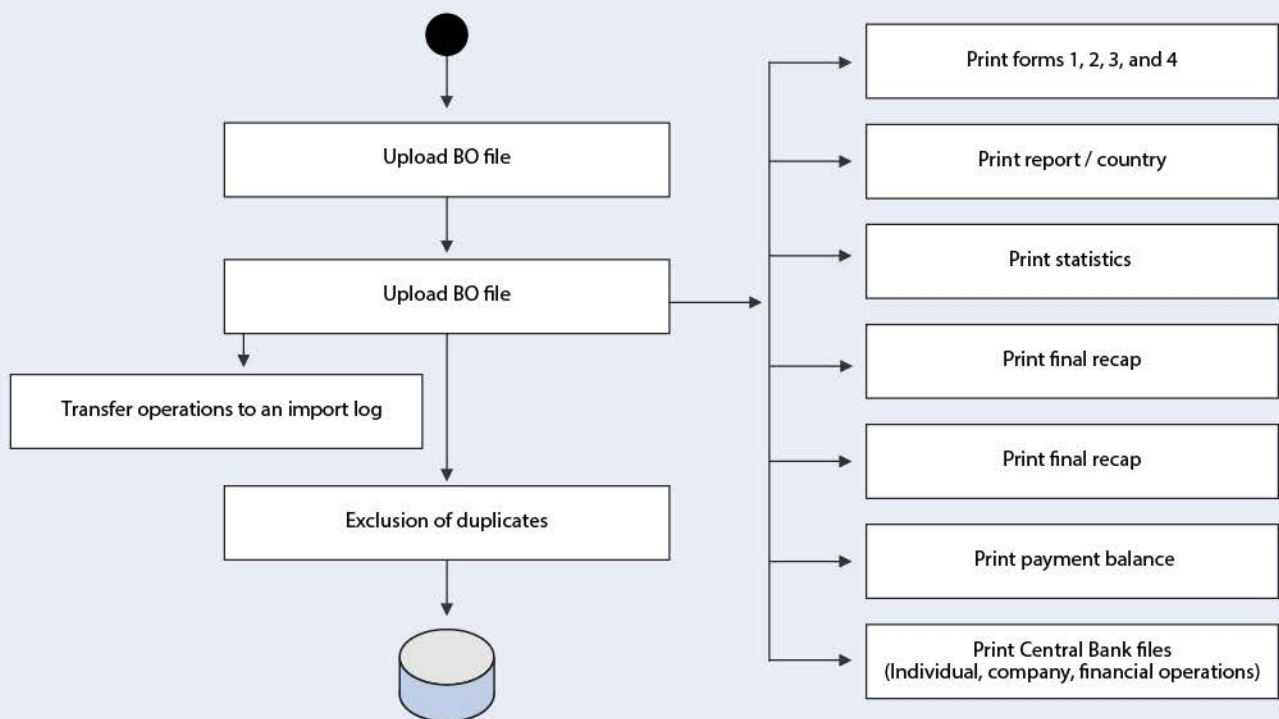 Upload BO file
Upload BO file
Transfer operations to an import log
Exclusion of duplicates
Print forms 1, 2, 3, and 4
Print report / country
Print statistics
Print final recap
Print final recap
Print payment balance
Print Central Bank files
(Individual, company, financial operations)